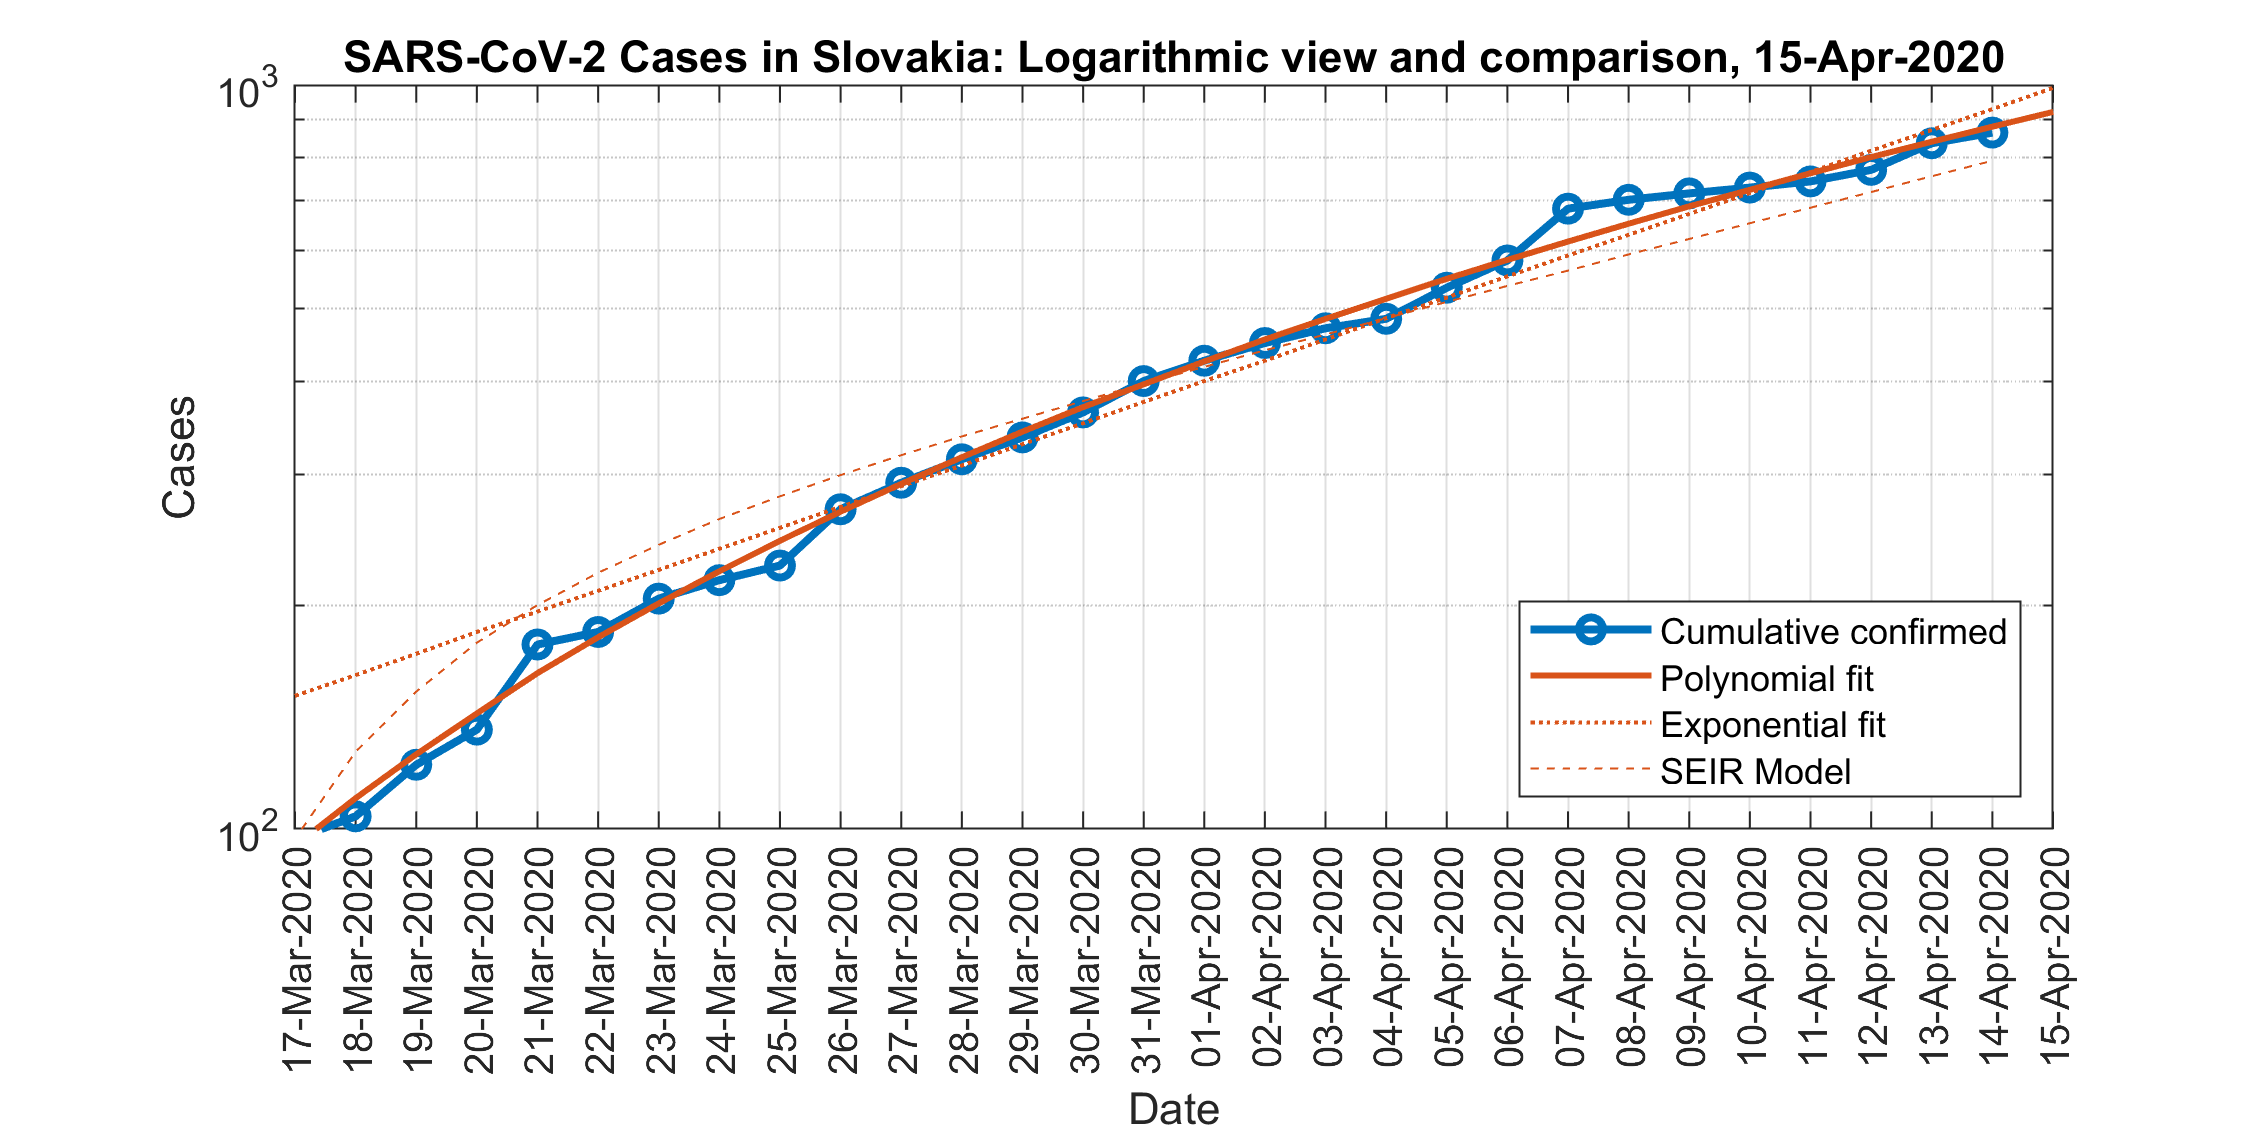 SARS-CoV-2 Cases in Slovakia: Logarithmic view and comparison, 15-Apr-2020
10^3
10^2
Cases
Cumulative confirmed
Polynomial fit
Exponential fit
SEIR Model
17-Mar-2020
18-Mar-2020
19-Mar-2020
20-Mar-2020
21-Mar-2020
22-Mar-2020
23-Mar-2020
24-Mar-2020
25-Mar-2020
26-Mar-2020
27-Mar-2020
28-Mar-2020
29-Mar-2020
30-Mar-2020
31-Mar-2020
01-Apr-2020
02-Apr-2020
03-Apr-2020
04-Apr-2020
05-Apr-2020
06-Apr-2020
07-Apr-2020
08-Apr-2020
09-Apr-2020
10-Apr-2020
11-Apr-2020
12-Apr-2020
13-Apr-2020
14-Apr-2020
15-Apr-2020
Date